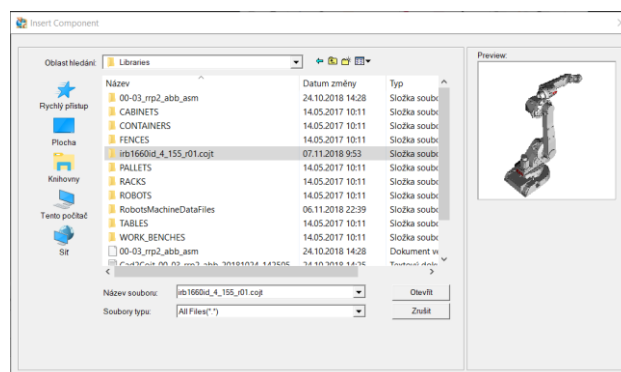 Insert Component
Oblast hledání: Libraries
Preview:
Název Datum změny Typ
00-03_rrp2_abb_asm 24.10.2018 14:28 Složka soubo
CABINETS 14.05.2017 10:11 Složka soubo
CONTAINERS 14.05.2017 10:11 Složka soubo
FENCES 14.05.2017 10:11 Složka soubo
irb1660id_4_155_r01.cojt 07.11.2018 9:53 Složka soubo
PALLETS 14.05.2017 10:11 Složka soubo
RACKS 14.05.2017 10:11 Složka soubo
ROBOTS 14.05.2017 10:11 Složka soubo
RobotsMachineDataFiles 06.11.2018 22:39 Složka soubo
TABLES 14.05.2017 10:11 Složka soubo
WORK_BENCHES 14.05.2017 10:11 Složka soubo
00-03_rrp2_abb_asm 24.10.2018 14:28 Dokument
Rychlý přístup
Plocha
Knihovny
Tento počítač
Síť
Název souboru: irb1660id_4_155_r01.cojt Otevřít
Soubory typu: All Files(*.*) Zrušit